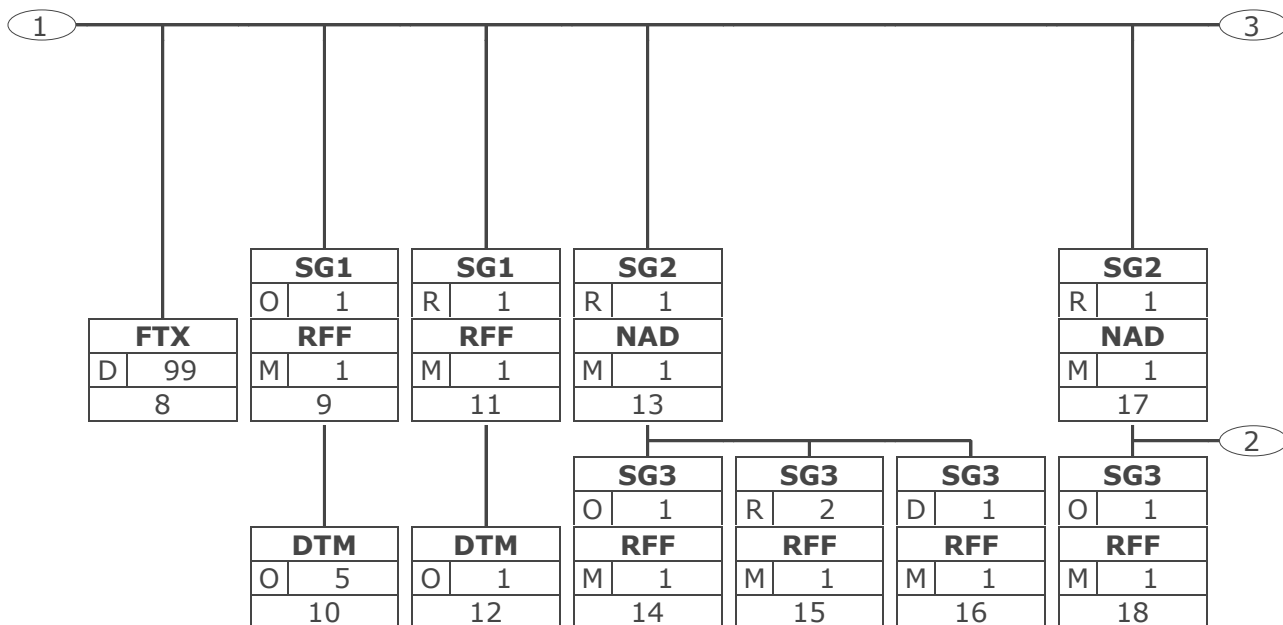 1 3
SG1 SG1 SG2 SG2
O 1 R 1 R 1 R 1
FTX RFF RFF NAD NAD
D 99 M 1 M 1 M 1 M 1
8 9 11 13 17
2
SG3 SG3 SG3 SG3
O 1 R 2 D 1 O 1
DTM DTM RFF RFF RFF RFF
O 5 O 1 M 1 M 1 M 1 M 1
10 12 14 15 16 18